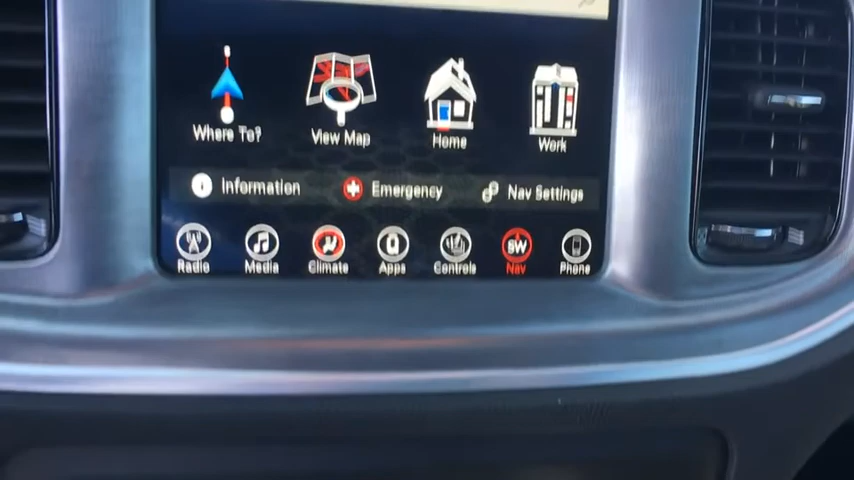 Where To? View Map Home Work
Information Emergency Nav Settings
SW
Radio Media Climate Apps Controls Nav Phone